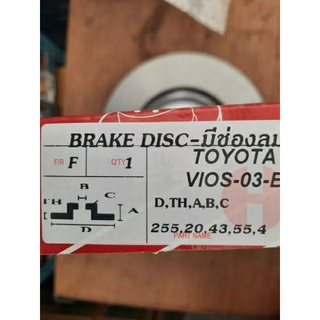 BRAKE DISC-มีช่องลม
TOYOTA
F/R F QTY 1
VIOS-03-E
B
C
TH
A
D
D,TH,A,B,C
255,20,43,55,4
PART NAME